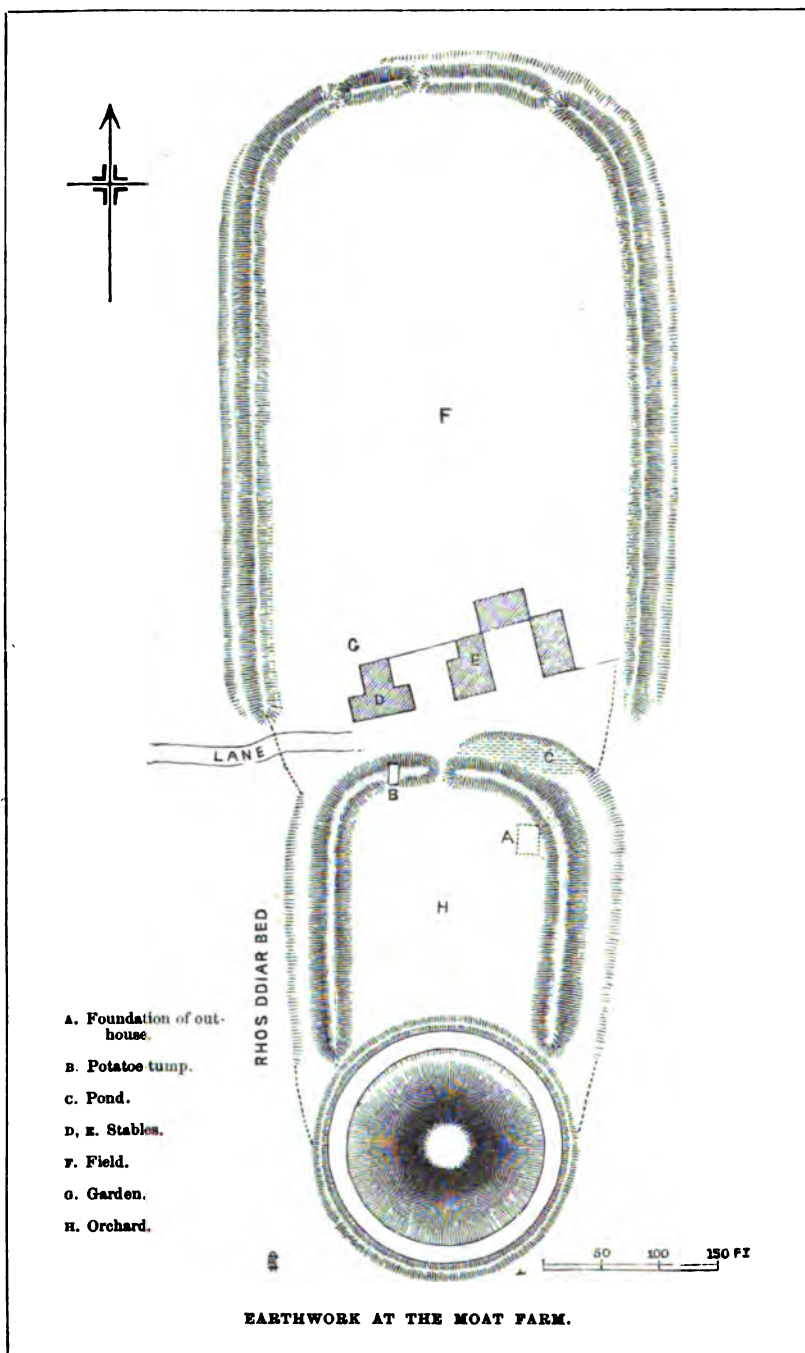 F
G
E
D
LANE
C
B
A
H
RHOS DDIAR BED
A. Foundation of out-
house.
B. Potatoe tump.
C. Pond.
D, E. Stables.
F. Field.
G. Garden.
H. Orchard.
50 100 150 FT
EARTHWORK AT THE MOAT FARM.